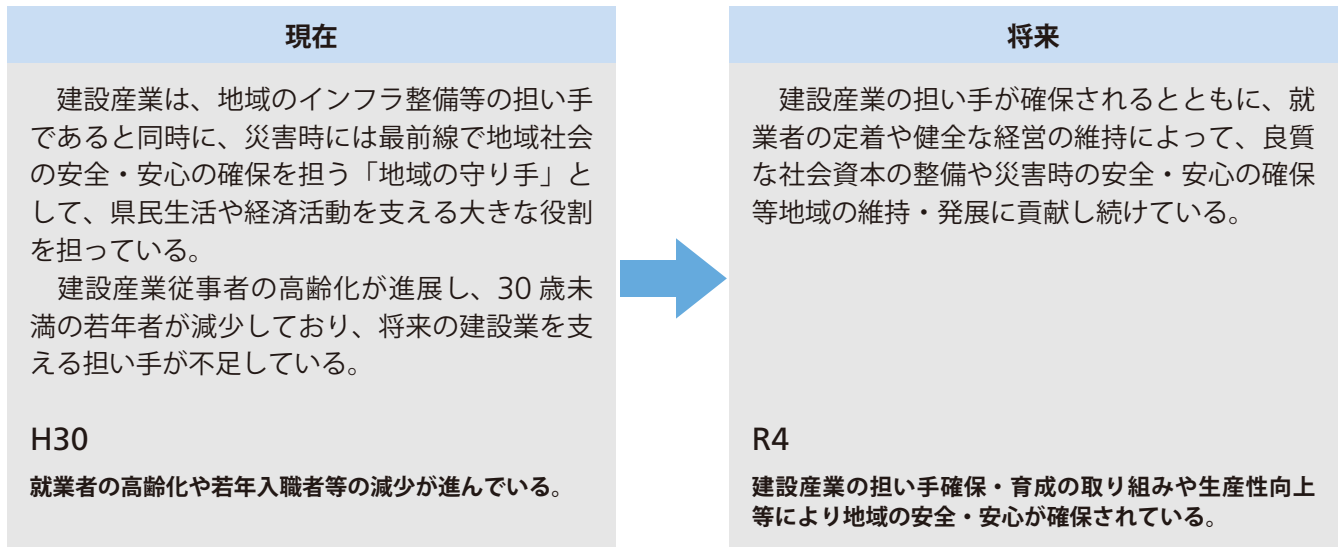 現在
　建設産業は、地域のインフラ整備等の担い手
であると同時に、災害時には最前線で地域社会
の安全・安心の確保を担う「地域の守り手」と
して、県民生活や経済活動を支える大きな役割
を担っている。
　建設産業従事者の高齢化が進展し、30 歳未
満の若年者が減少しており、将来の建設業を支
える担い手が不足している。
H30
就業者の高齢化や若年入職者等の減少が進んでいる。
将来
　建設産業の担い手が確保されるとともに、就
業者の定着や健全な経営の維持によって、良質
な社会資本の整備や災害時の安全・安心の確保
等地域の維持・発展に貢献し続けている。
R4
建設産業の担い手確保・育成の取り組みや生産性向上
等により地域の安全・安心が確保されている。